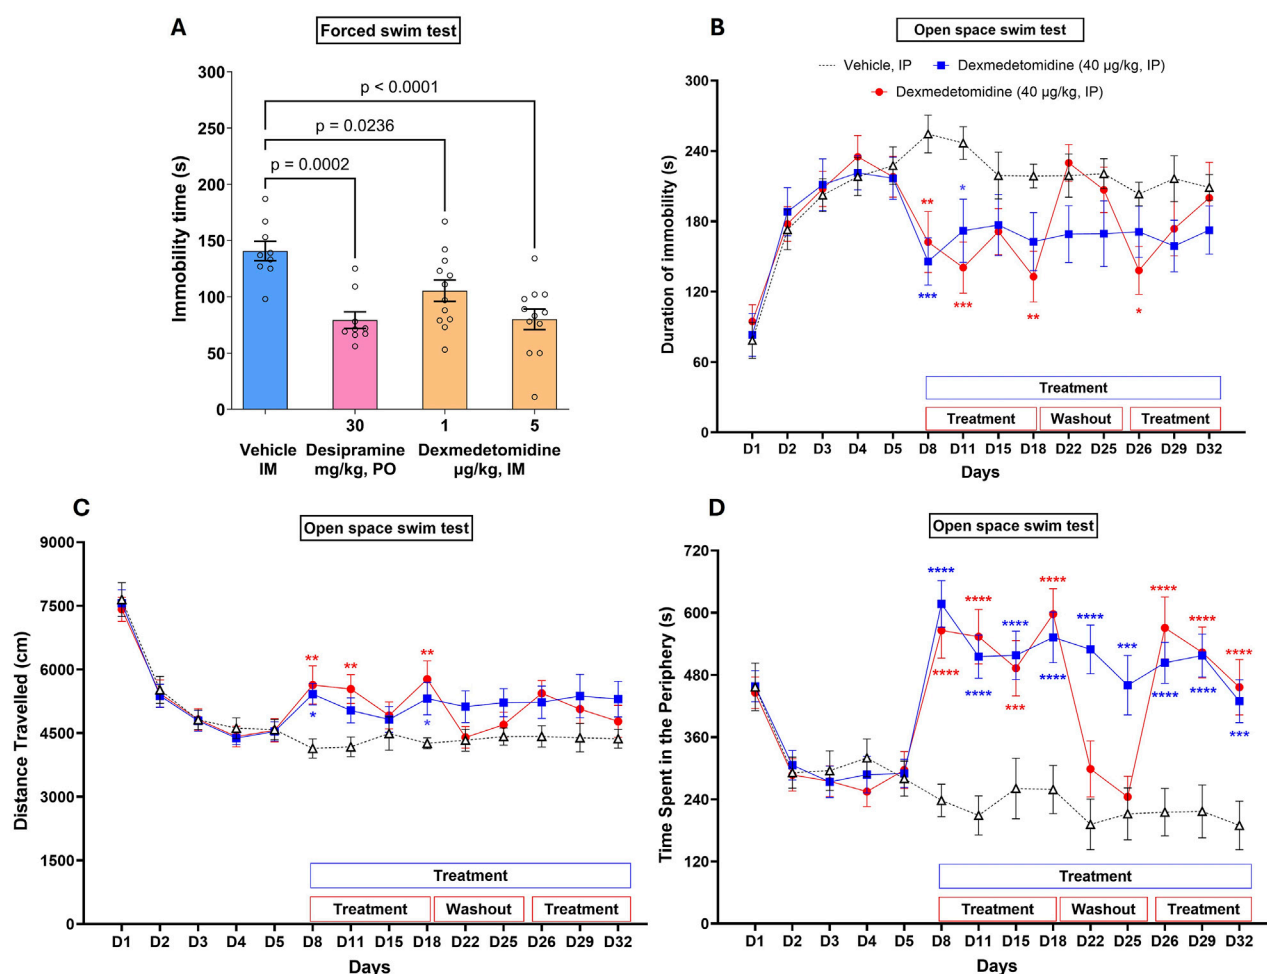 A
Forced swim test
300
250
200
150
100
50
0
Immobility time (s)
p < 0.0001
p = 0.0236
p = 0.0002
30
1
5
Vehicle
IM
Desipramine
mg/kg, PO
Dexmedetomidine
µg/kg, IM
B
Open space swim test
Vehicle, IP
Dexmedetomidine (40 µg/kg, IP)
Dexmedetomidine (40 µg/kg, IP)
300
240
180
120
60
0
Duration of immobility (s)
**
*
***
***
**
*
Treatment
Treatment
Washout
Treatment
D1
D2
D3
D4
D5
D8
D11
D15
D18
D22
D25
D26
D29
D32
Days
C
Open space swim test
9000
7500
6000
4500
3000
1500
0
Distance Travelled (cm)
**
**
**
*
*
Treatment
Treatment
Washout
Treatment
D1
D2
D3
D4
D5
D8
D11
D15
D18
D22
D25
D26
D29
D32
Days
D
Open space swim test
720
600
480
360
240
120
0
Time Spent in the Periphery (s)
****
****
****
****
****
***
****
****
****
****
****
***
****
****
****
***
Treatment
Treatment
Washout
Treatment
D1
D2
D3
D4
D5
D8
D11
D15
D18
D22
D25
D26
D29
D32
Days